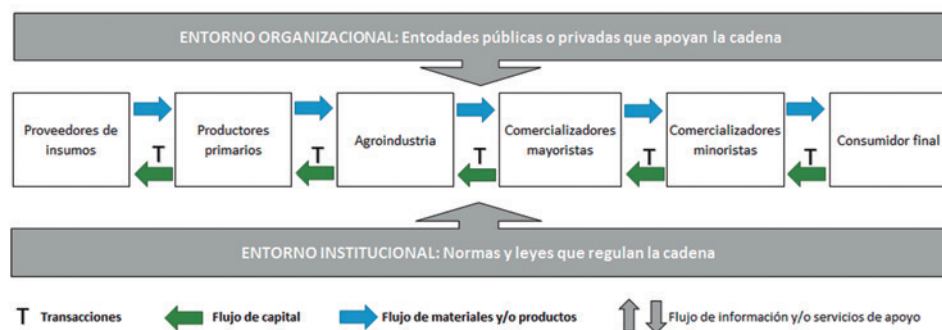 ENTORNO ORGANIZACIONAL: Entodades públicas o privadas que apoyan la cadena
Proveedores de
insumos
T
Productores
primarios
T
Agroindustria
T
Comercializadores
mayoristas
T
Comercializadores
minoristas
T
Consumidor final
ENTORNO INSTITUCIONAL: Normas y leyes que regulan la cadena
T Transacciones
Flujo de capital
Flujo de materiales y/o productos
Flujo de información y/o servicios de apoyo